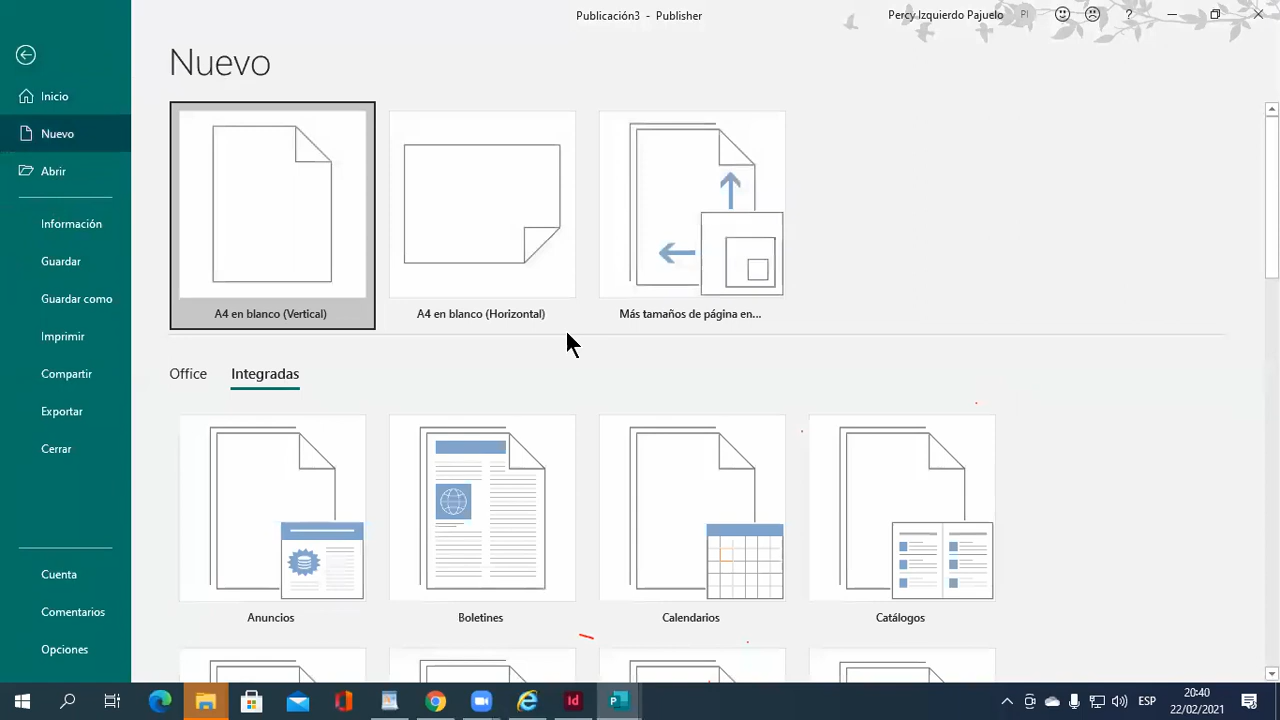 Publicación3 - Publisher
Percy Izquierdo Pajuelo
PI
?
Inicio
Nuevo
Abrir
Información
Guardar
Guardar como
Imprimir
Compartir
Exportar
Cerrar
Cuenta
Comentarios
Opciones
Nuevo
A4 en blanco (Vertical)
A4 en blanco (Horizontal)
Más tamaños de página en...
Office
Integradas
Anuncios
Boletines
Calendarios
Catálogos
Id
P
ESP
20:40
22/02/2021